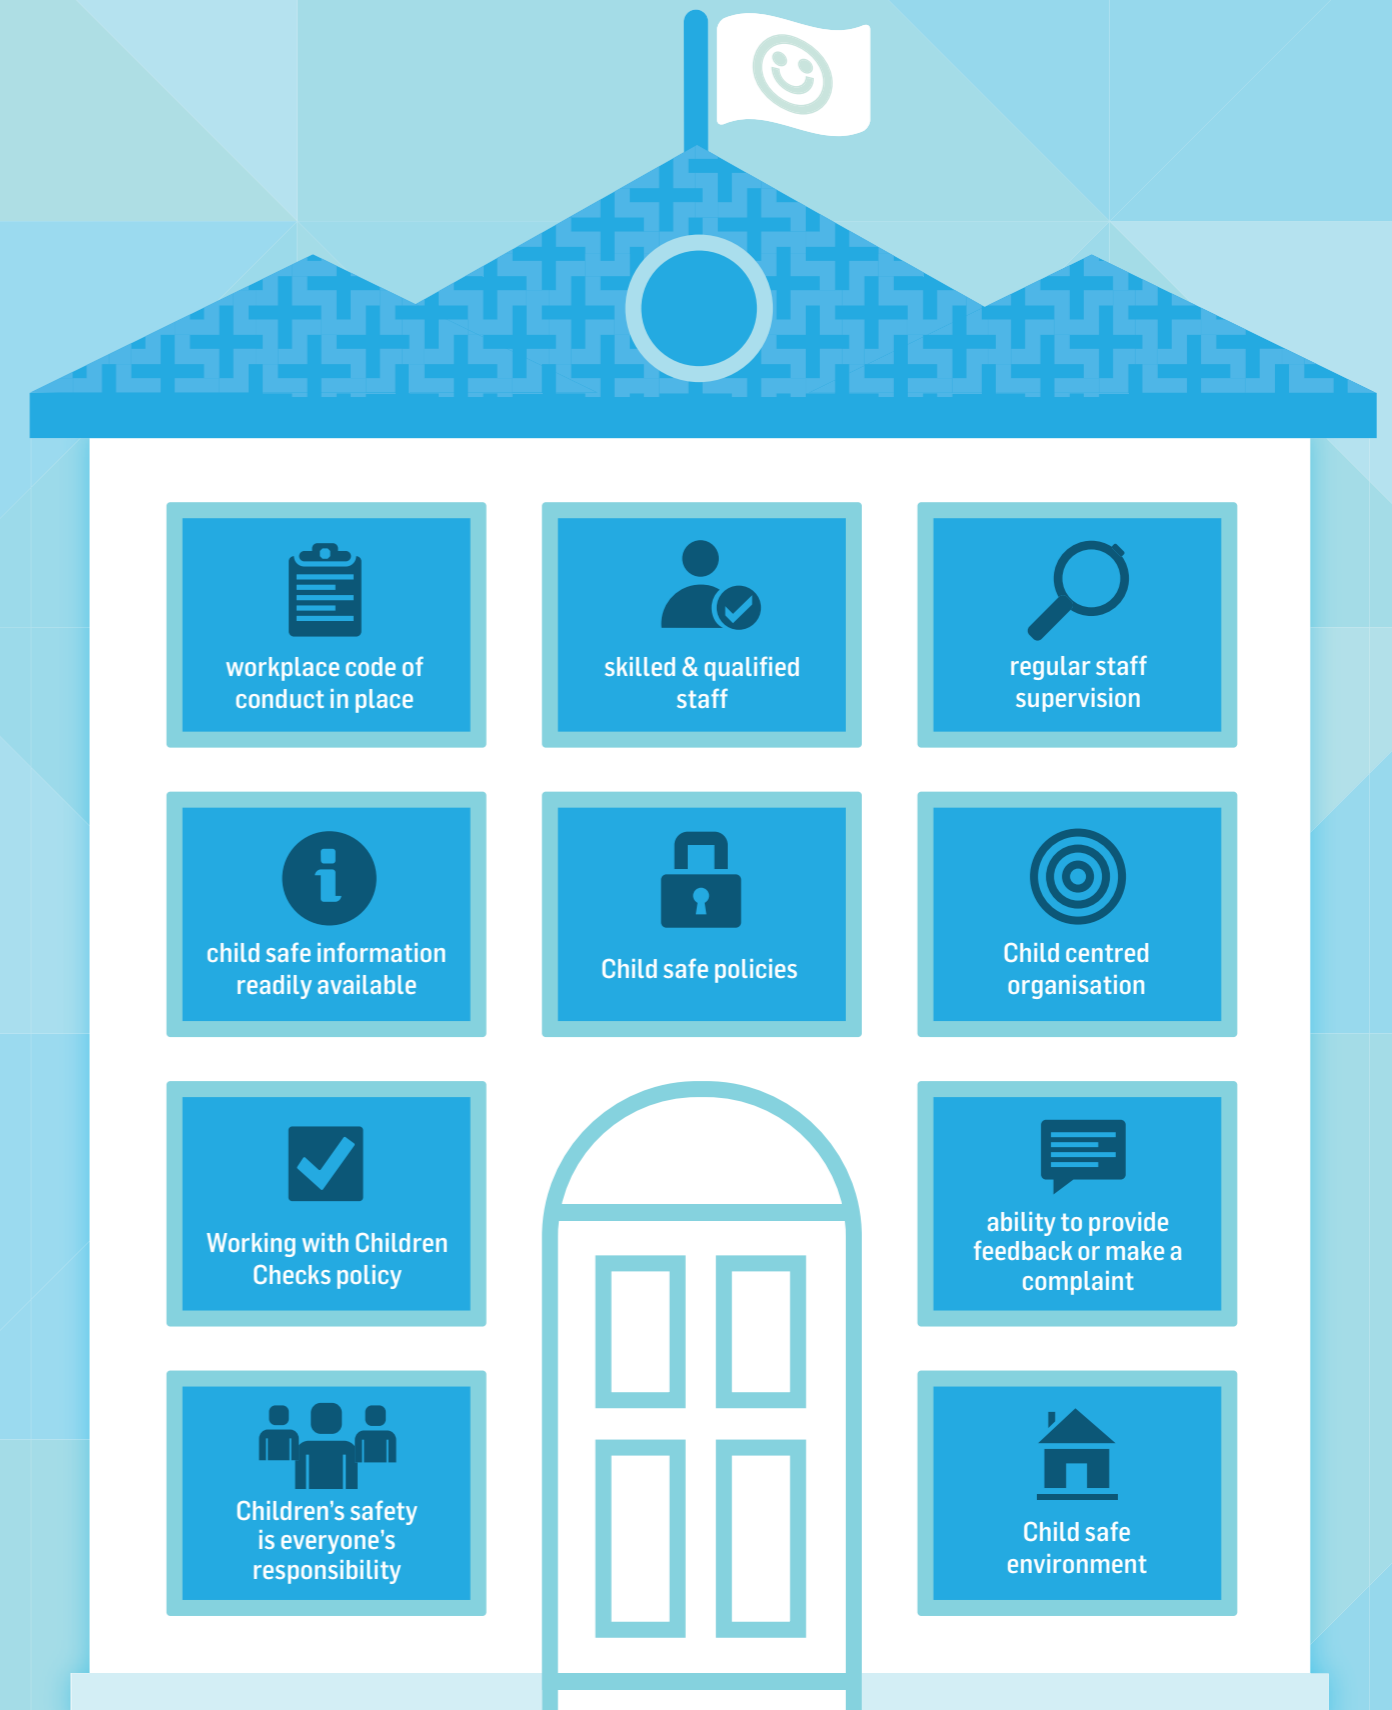 workplace code of
conduct in place
skilled & qualified
staff
regular staff
supervision
child safe information
readily available
Child safe policies
Child centred
organisation
Working with Children
Checks policy
ability to provide
feedback or make a
complaint
Children's safety
is everyone's
responsibility
Child safe
environment